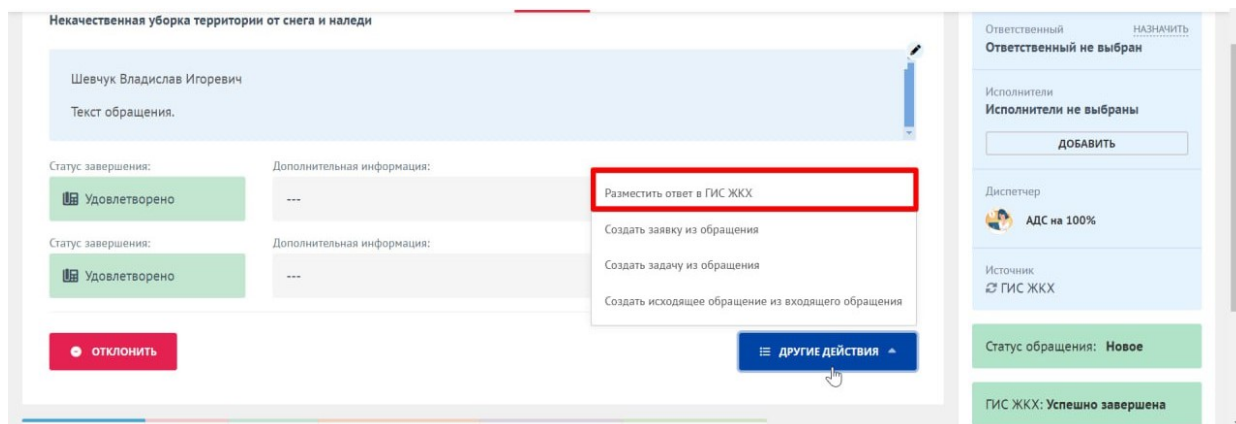 Некачественная уборка территории от снега и наледи
Шевчук Владислав Игоревич
Текст обращения.
Статус завершения:
Дополнительная информация:
Удовлетворено
---
Статус завершения:
Дополнительная информация:
Удовлетворено
---
Разместить ответ в ГИС ЖКХ
Создать заявку из обращения
Создать задачу из обращения
Создать исходящее обращение из входящего обращения
ОТКЛОНИТЬ
ДРУГИЕ ДЕЙСТВИЯ
Ответственный
НАЗНАЧИТЬ
Ответственный не выбран
Исполнители
Исполнители не выбраны
ДОБАВИТЬ
Диспетчер
АДС на 100%
Источник
ГИС ЖКХ
Статус обращения: Новое
ГИС ЖКХ: Успешно завершена